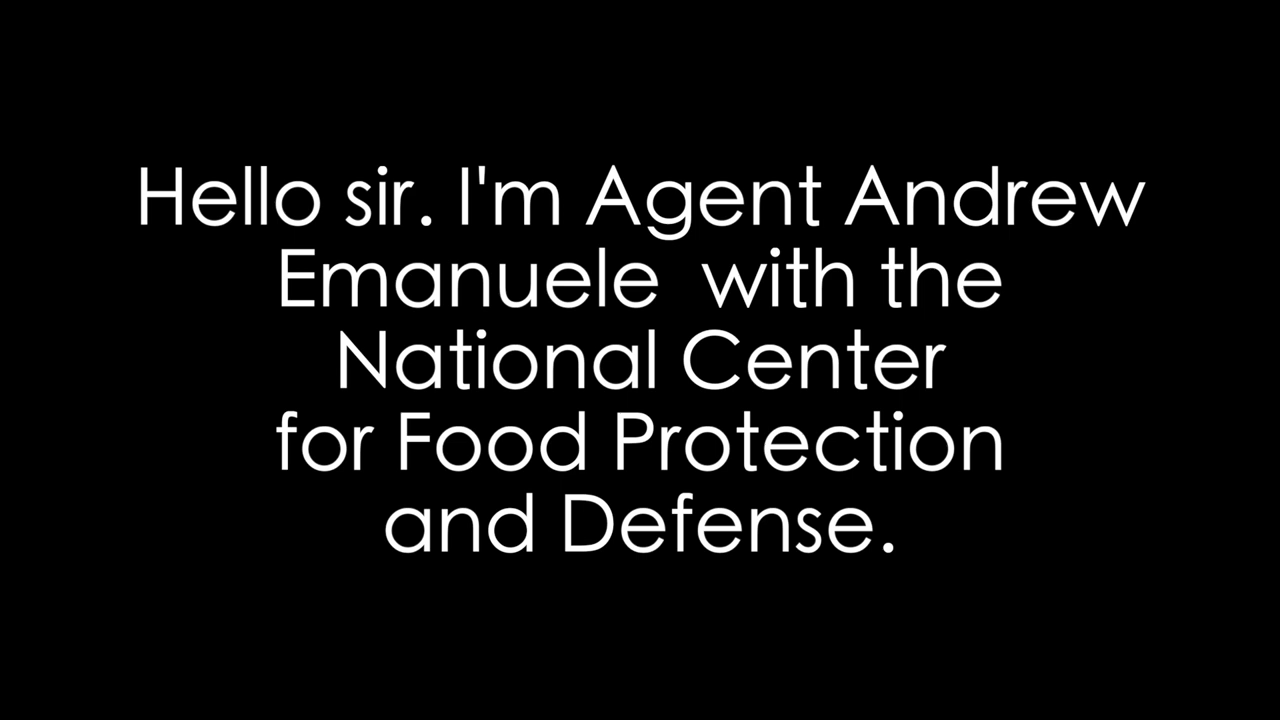 Hello sir. I'm Agent Andrew
Emanuele  with the
National Center
for Food Protection
and Defense.